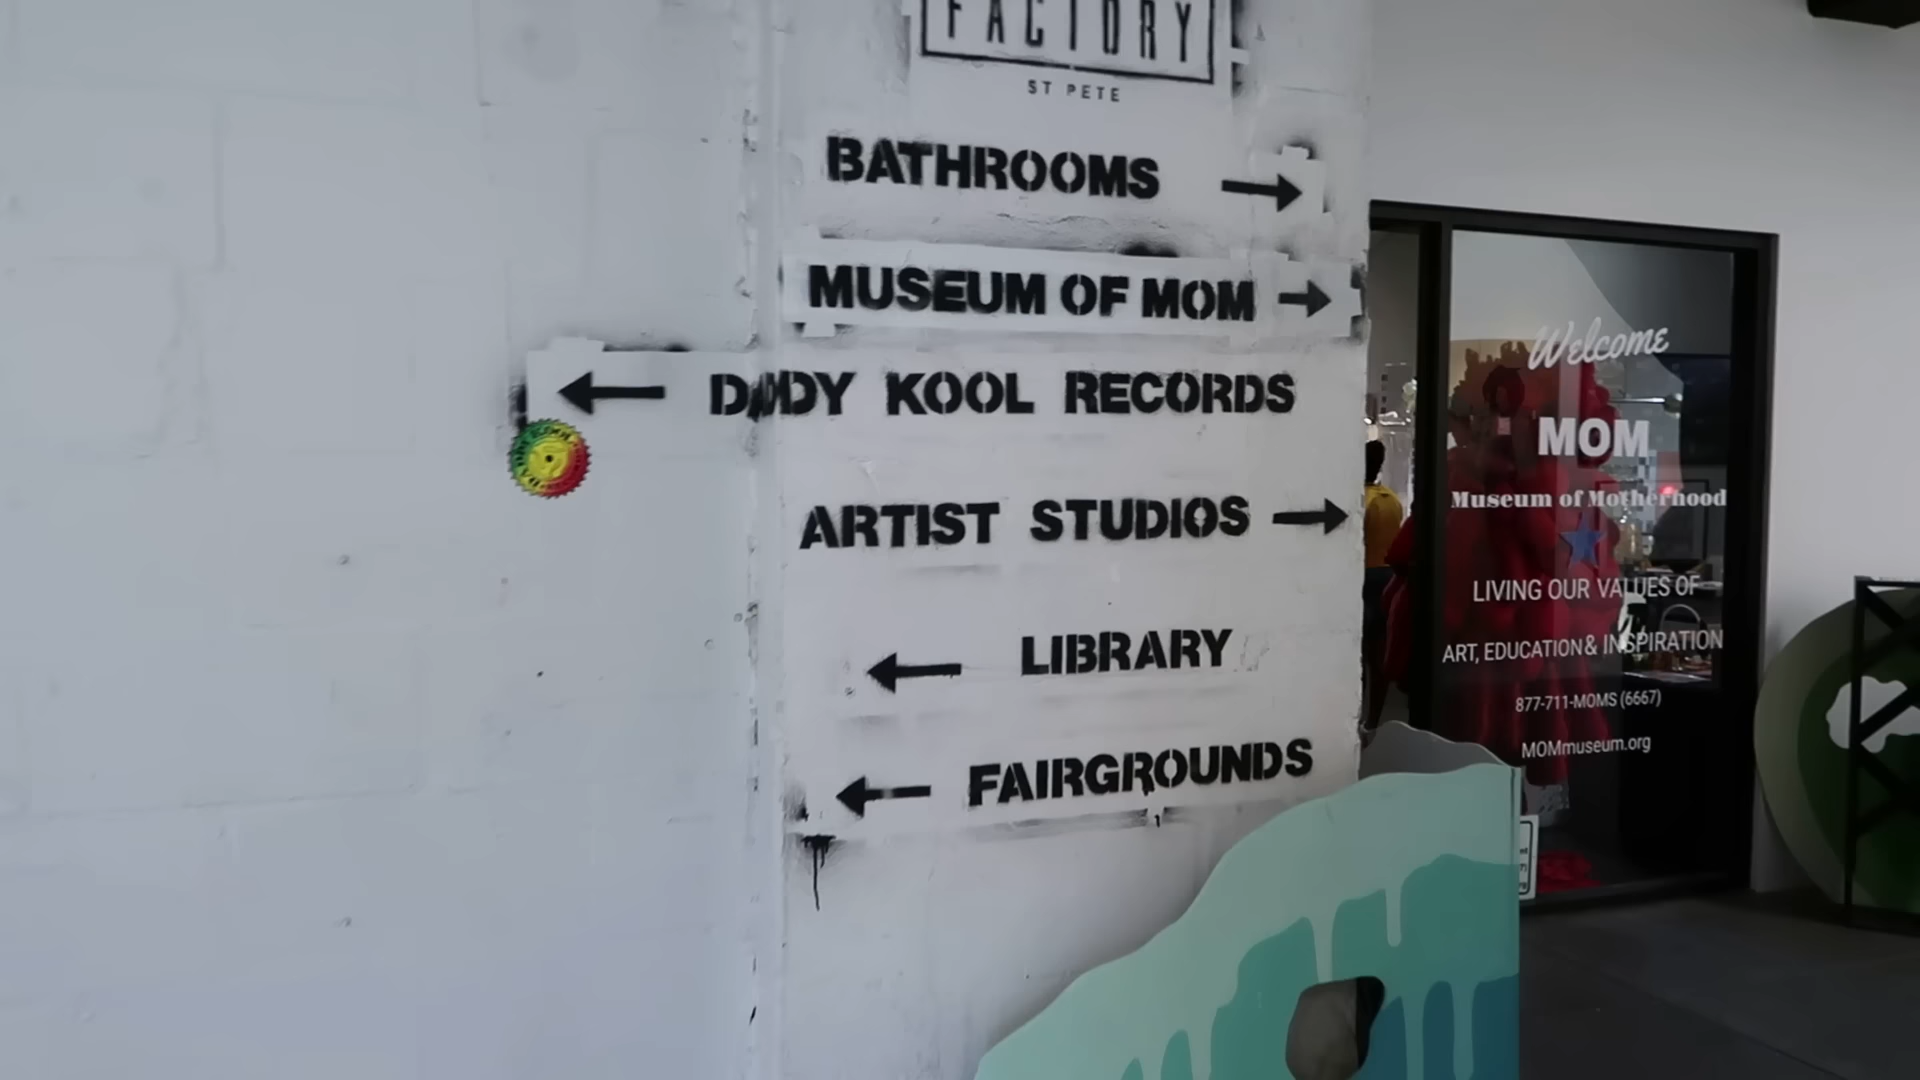 FACTORY
ST PETE
BATHROOMS
MUSEUM OF MOM
DADDY KOOL RECORDS
ARTIST STUDIOS
LIBRARY
FAIRGROUNDS
Welcome
MOM
Museum of Motherhood
LIVING OUR VALUES OF
ART, EDUCATION & INSPIRATION
877-711-MOMS (6667)
MOMmuseum.org